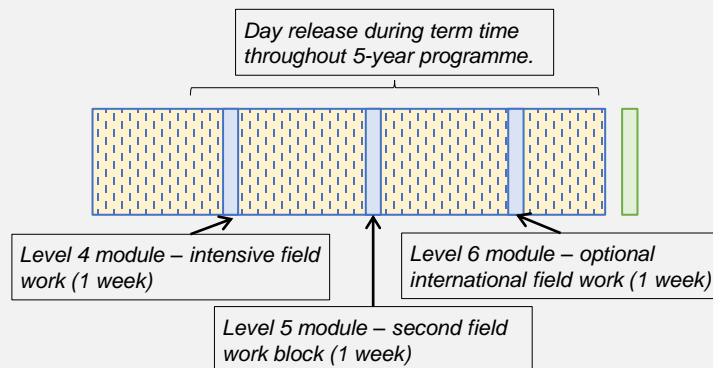 Day release during term time
throughout 5-year programme.
Level 4 module – intensive field
work (1 week)
Level 6 module – optional
international field work (1 week)
Level 5 module – second field
work block (1 week)